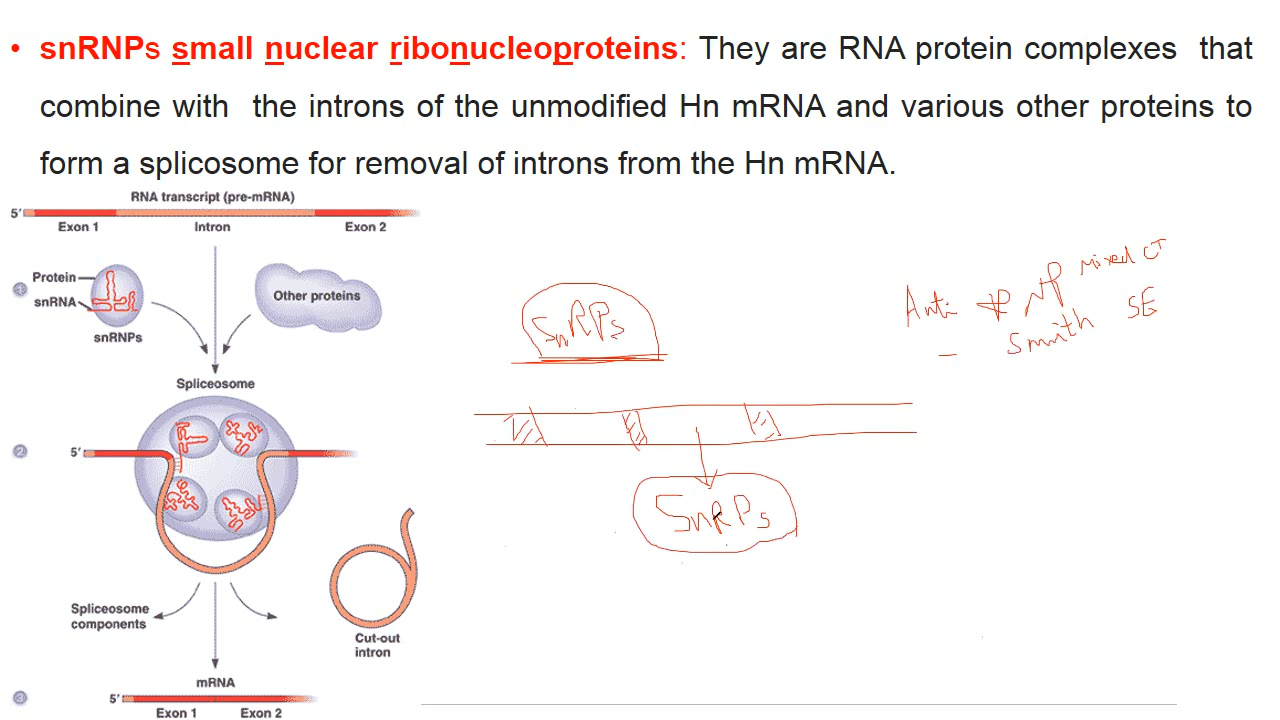 • snRNPs small nuclear ribonucleoproteins: They are RNA protein complexes that
combine with the introns of the unmodified Hn mRNA and various other proteins to
form a splicosome for removal of introns from the Hn mRNA.
RNA transcript (pre-mRNA)
5′
Exon 1 Intron Exon 2
1
Protein
snRNA
snRNPs
Other proteins
Spliceosome
2
5′
Spliceosome
components
Cut-out
intron
mRNA
3
5′
Exon 1 Exon 2
SnRPs
SnRPs
Anti NP Mixed CT
– Smith SE